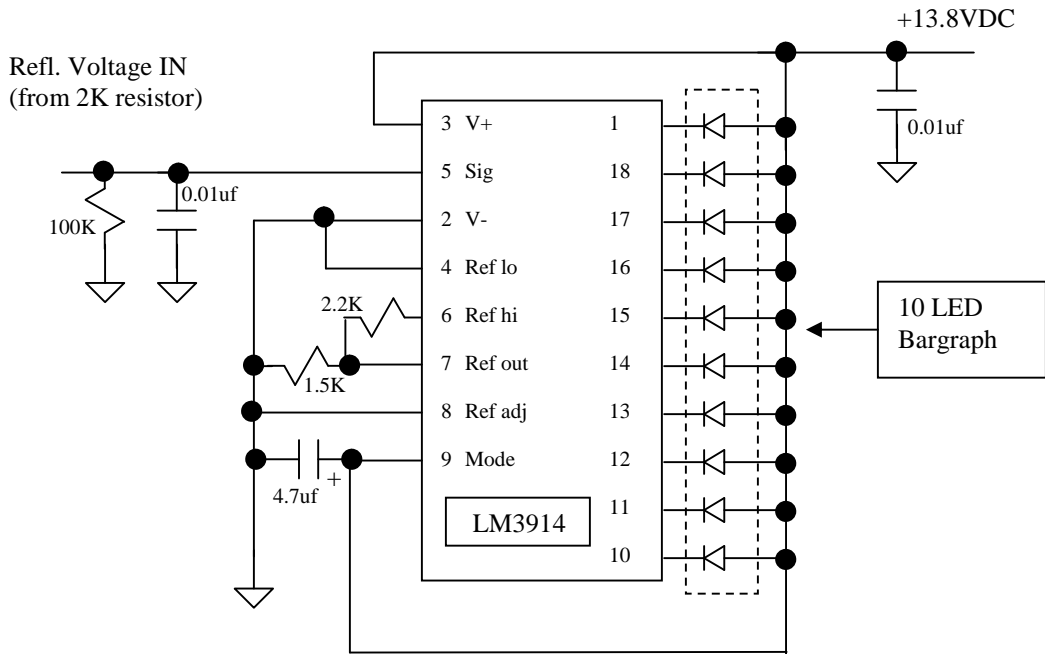 +13.8VDC
Refl. Voltage IN
(from 2K resistor)
0.01uf
3 V+ 1
5 Sig 18
0.01uf
100K
2 V- 17
4 Ref lo 16
2.2K
6 Ref hi 15
10 LED
Bargraph
7 Ref out 14
1.5K
8 Ref adj 13
9 Mode 12
4.7uf +
LM3914
11
10